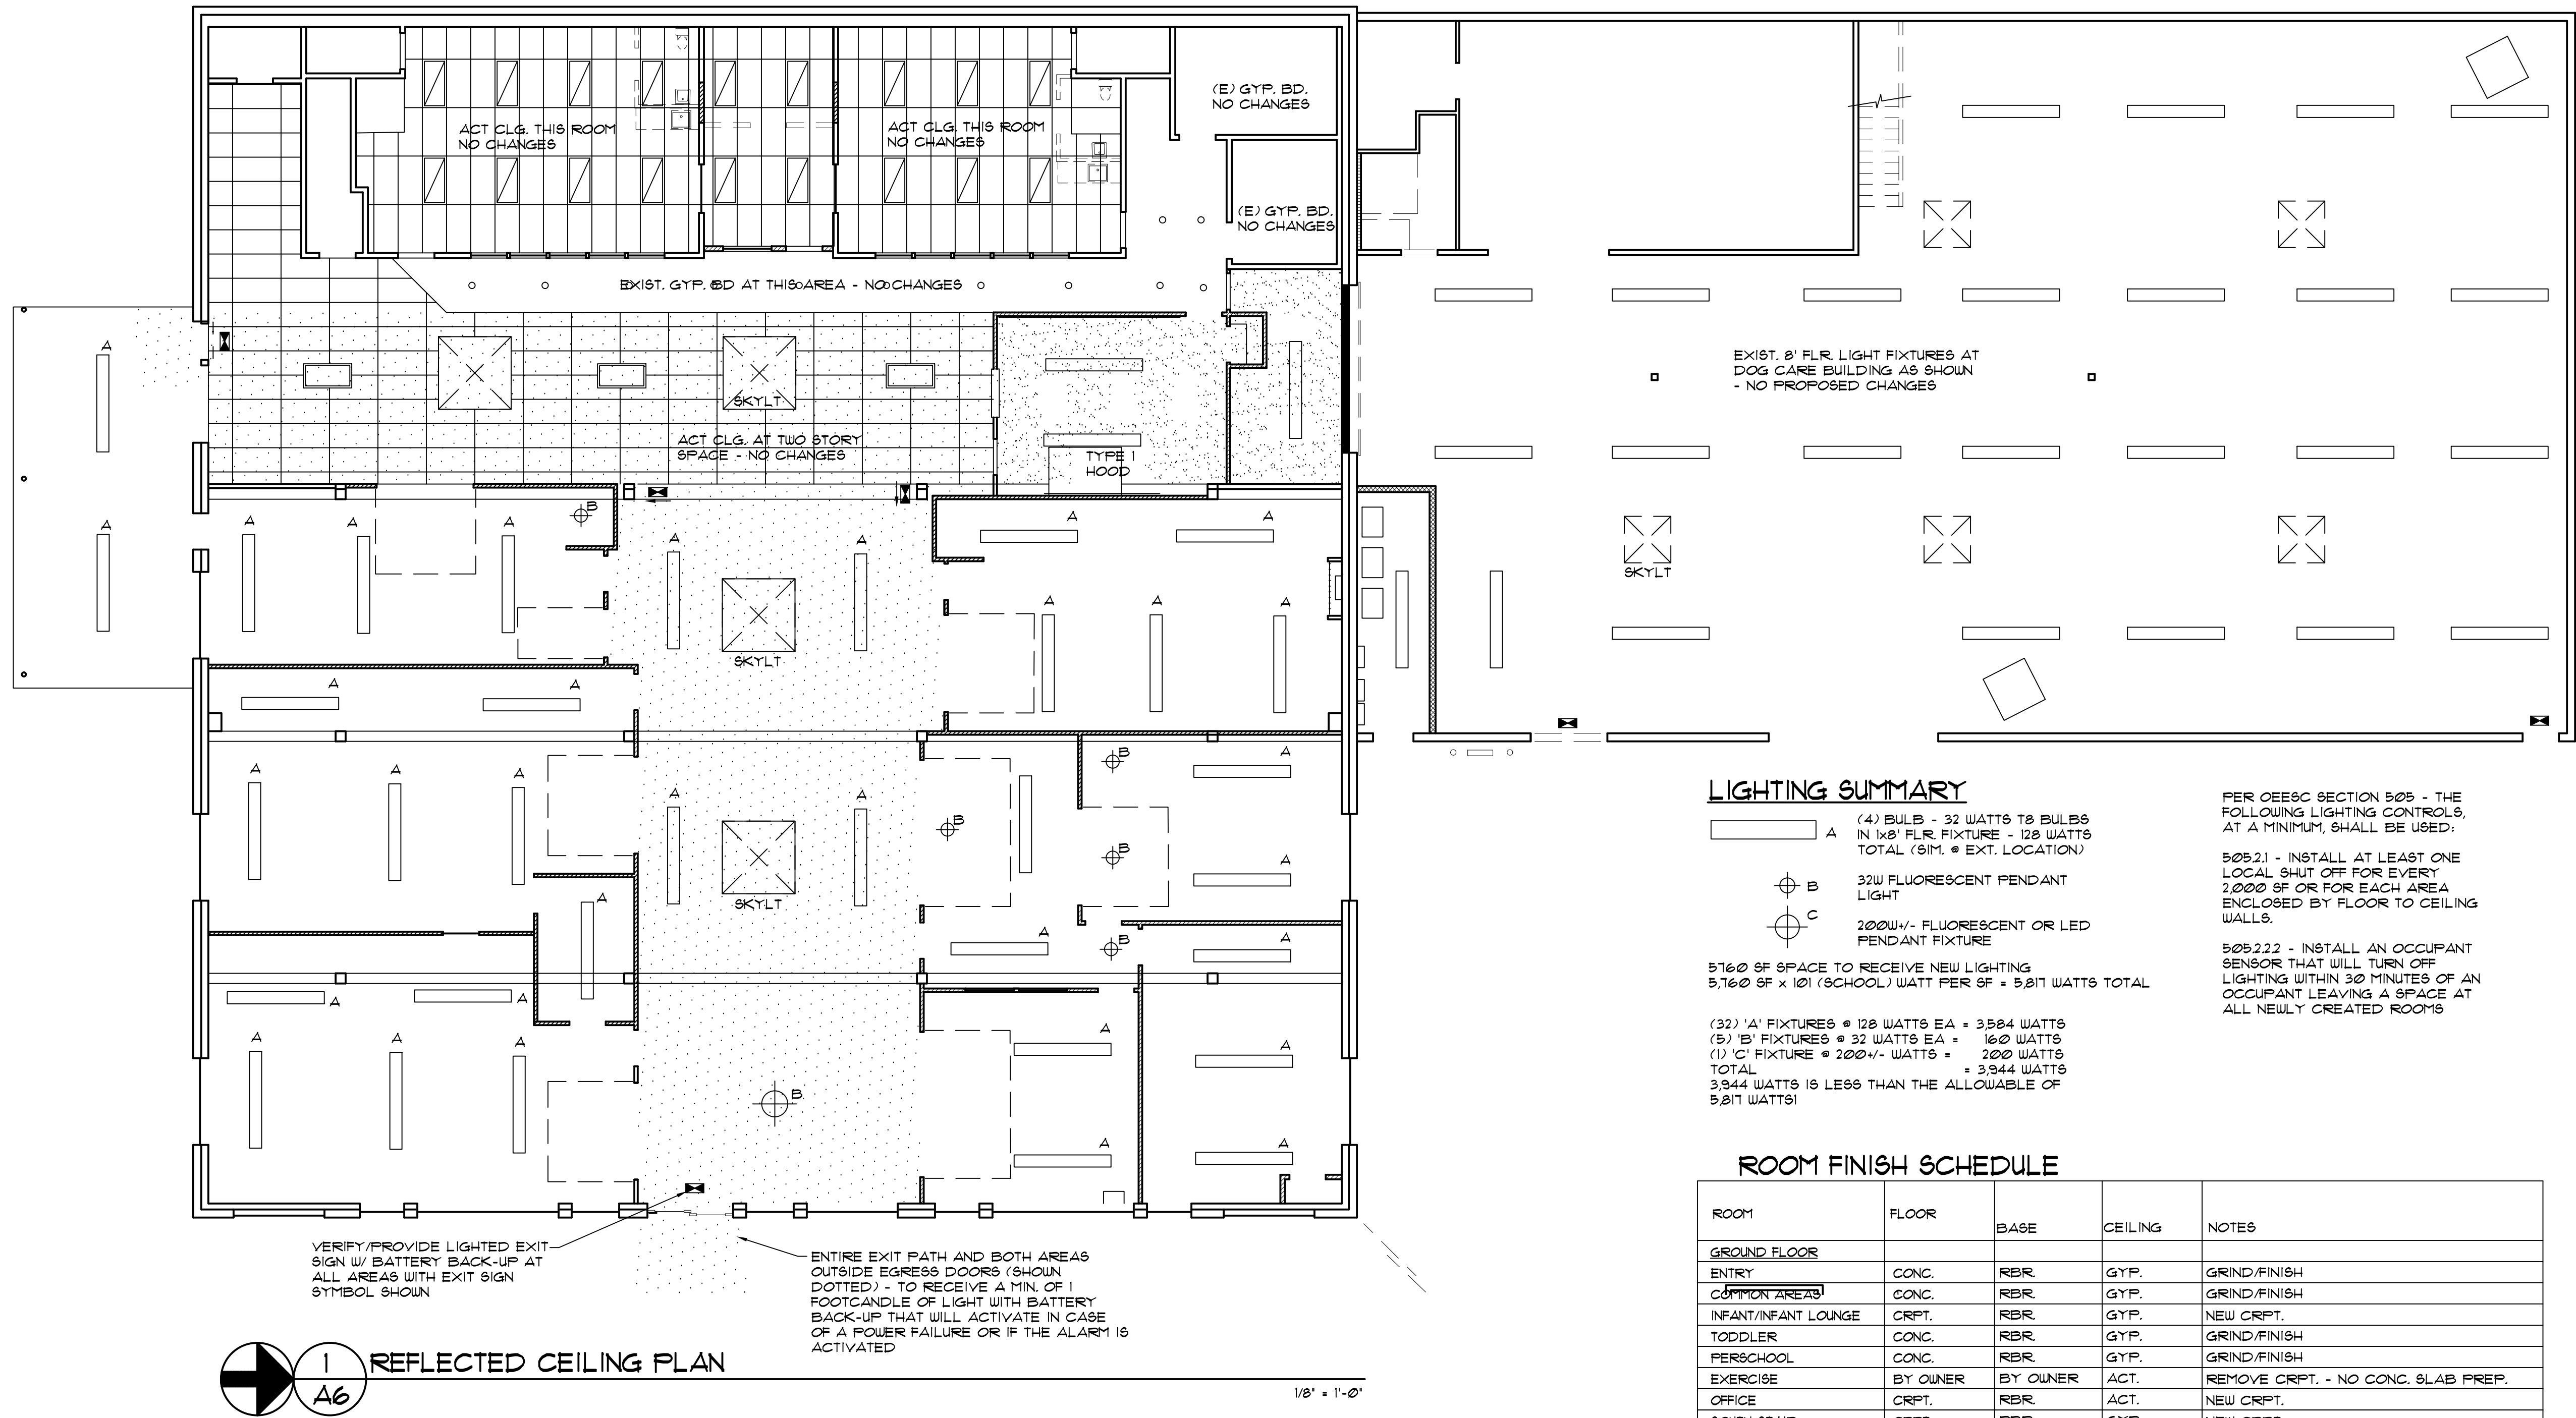 (E) GYP. BD.
NO CHANGES
ACT CLG. THIS ROOM
NO CHANGES
ACT CLG. THIS ROOM
NO CHANGES
(E) GYP. BD.
NO CHANGES
EXIST. GYP. BD AT THIS AREA - NO CHANGES
A
SKYLT
ACT CLG. AT TWO STORY
SPACE - NO CHANGES
TYPE 1
HOOD
EXIST. 8' FLR. LIGHT FIXTURES AT
DOG CARE BUILDING AS SHOWN
- NO PROPOSED CHANGES
A
A
A
A
B
A
A
A
A
SKYLT
A
A
A
SKYLT
A
A
A
A
A
A
A
SKYLT
B
B
B
A
A
A
A
B
A
A
A
A
A
A
A
B
A
A
A
A
LIGHTING SUMMARY
A
(4) BULB - 32 WATTS T8 BULBS
IN 1x8' FLR. FIXTURE - 128 WATTS
TOTAL (SIM. @ EXT. LOCATION)
B
32W FLUORESCENT PENDANT
LIGHT
C
200W+/- FLUORESCENT OR LED
PENDANT FIXTURE
5760 SF SPACE TO RECEIVE NEW LIGHTING
5,760 SF x 1.01 (SCHOOL) WATT PER SF = 5,817 WATTS TOTAL
(32) 'A' FIXTURES @ 128 WATTS EA = 3,584 WATTS
(5) 'B' FIXTURES @ 32 WATTS EA = 160 WATTS
(1) 'C' FIXTURE @ 200+/- WATTS = 200 WATTS
TOTAL = 3,944 WATTS
3,944 WATTS IS LESS THAN THE ALLOWABLE OF
5,817 WATTS!
PER OEESC SECTION 505 - THE
FOLLOWING LIGHTING CONTROLS,
AT A MINIMUM, SHALL BE USED:
505.2.1 - INSTALL AT LEAST ONE
LOCAL SHUT OFF FOR EVERY
2,000 SF OR FOR EACH AREA
ENCLOSED BY FLOOR TO CEILING
WALLS.
505.2.2.2 - INSTALL AN OCCUPANT
SENSOR THAT WILL TURN OFF
LIGHTING WITHIN 30 MINUTES OF AN
OCCUPANT LEAVING A SPACE AT
ALL NEWLY CREATED ROOMS
VERIFY/PROVIDE LIGHTED EXIT
SIGN W/ BATTERY BACK-UP AT
ALL AREAS WITH EXIT SIGN
SYMBOL SHOWN
ENTIRE EXIT PATH AND BOTH AREAS
OUTSIDE EGRESS DOORS (SHOWN
DOTTED) - TO RECEIVE A MIN. OF 1
FOOTCANDLE OF LIGHT WITH BATTERY
BACK-UP THAT WILL ACTIVATE IN CASE
OF A POWER FAILURE OR IF THE ALARM IS
ACTIVATED
1
A6
REFLECTED CEILING PLAN
1/8" = 1'-0"
ROOM FINISH SCHEDULE
ROOM FLOOR BASE CEILING NOTES
GROUND FLOOR
ENTRY CONC. RBR. GYP. GRIND/FINISH
COMMON AREAS CONC. RBR. GYP. GRIND/FINISH
INFANT/INFANT LOUNGE CRPT. RBR. GYP. NEW CRPT.
TODDLER CONC. RBR. GYP. GRIND/FINISH
PERSCHOOL CONC. RBR. GYP. GRIND/FINISH
EXERCISE BY OWNER BY OWNER ACT. REMOVE CRPT. - NO CONC. SLAB PREP.
OFFICE CRPT. RBR. ACT. NEW CRPT.